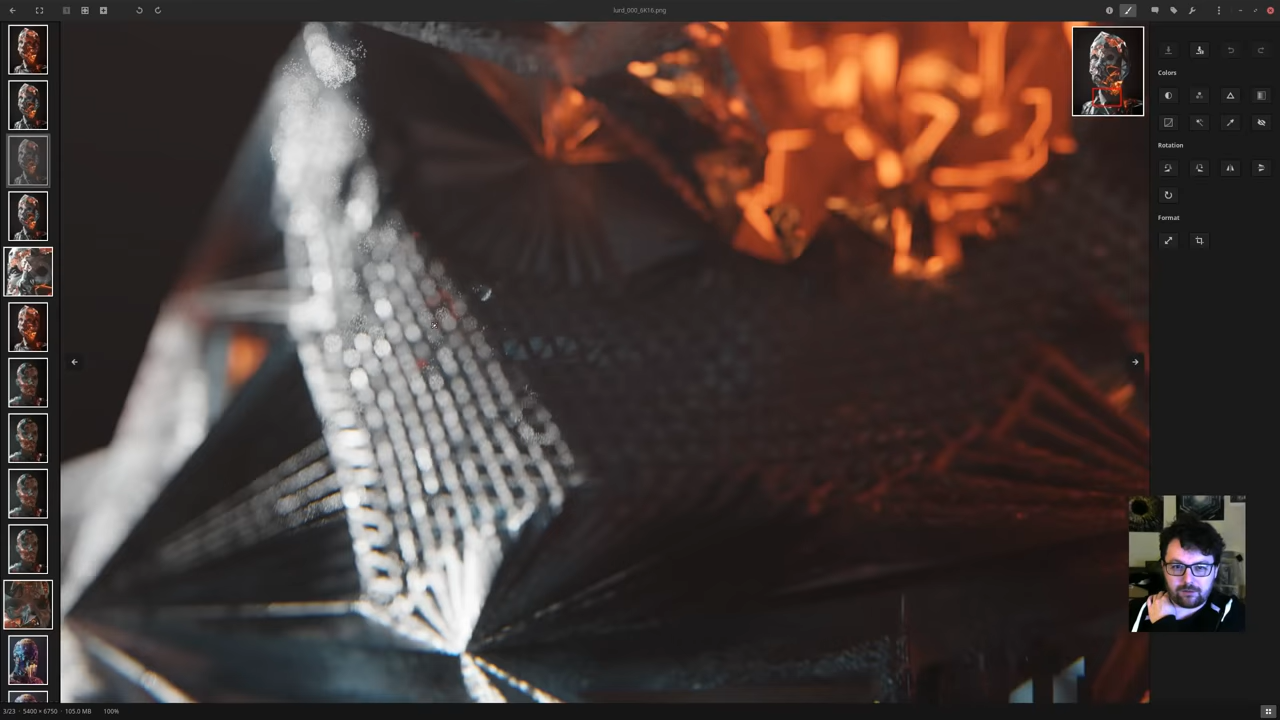 lurd_000_6K16.png
Colors
Rotation
Format
3/23 · 5400 × 6750 · 105.0 MB 100%